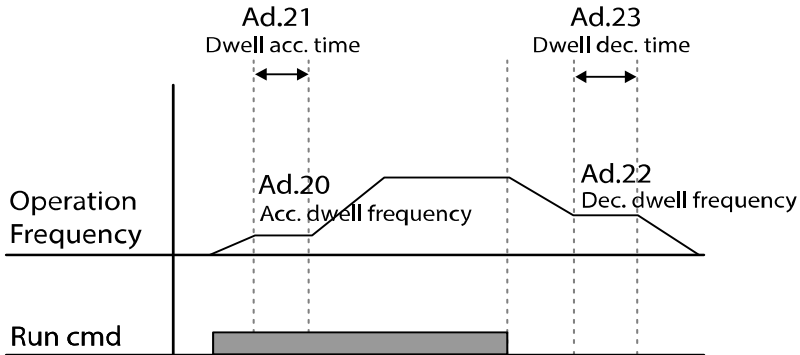 Ad.21
Dwell acc. time
Ad.23
Dwell dec. time
Ad.20
Acc. dwell frequency
Ad.22
Dec. dwell frequency
Operation
Frequency
Run cmd